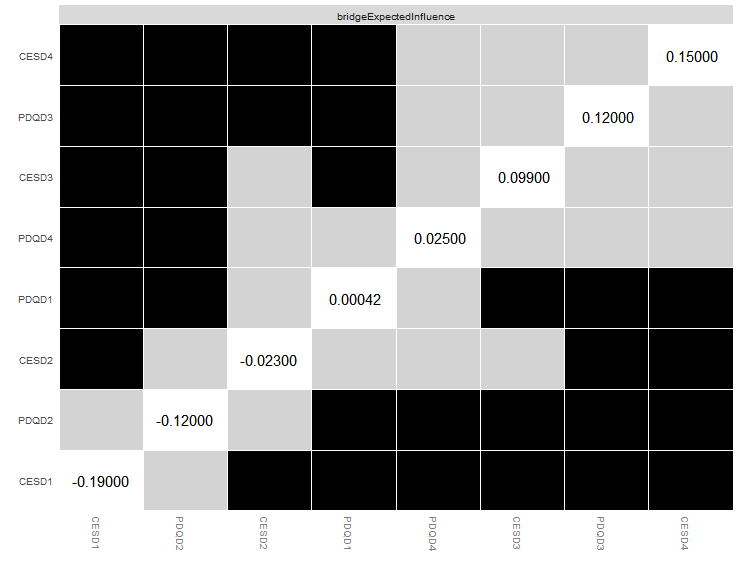 bridgeExpectedInfluence
CESD4 0.15000
PDQD3 0.12000
CESD3 0.09900
PDQD4 0.02500
PDQD1 0.00042
CESD2 -0.02300
PDQD2 -0.12000
CESD1 -0.19000
CESD1 PDQD2 CESD2 PDQD1 PDQD4 CESD3 PDQD3 CESD4